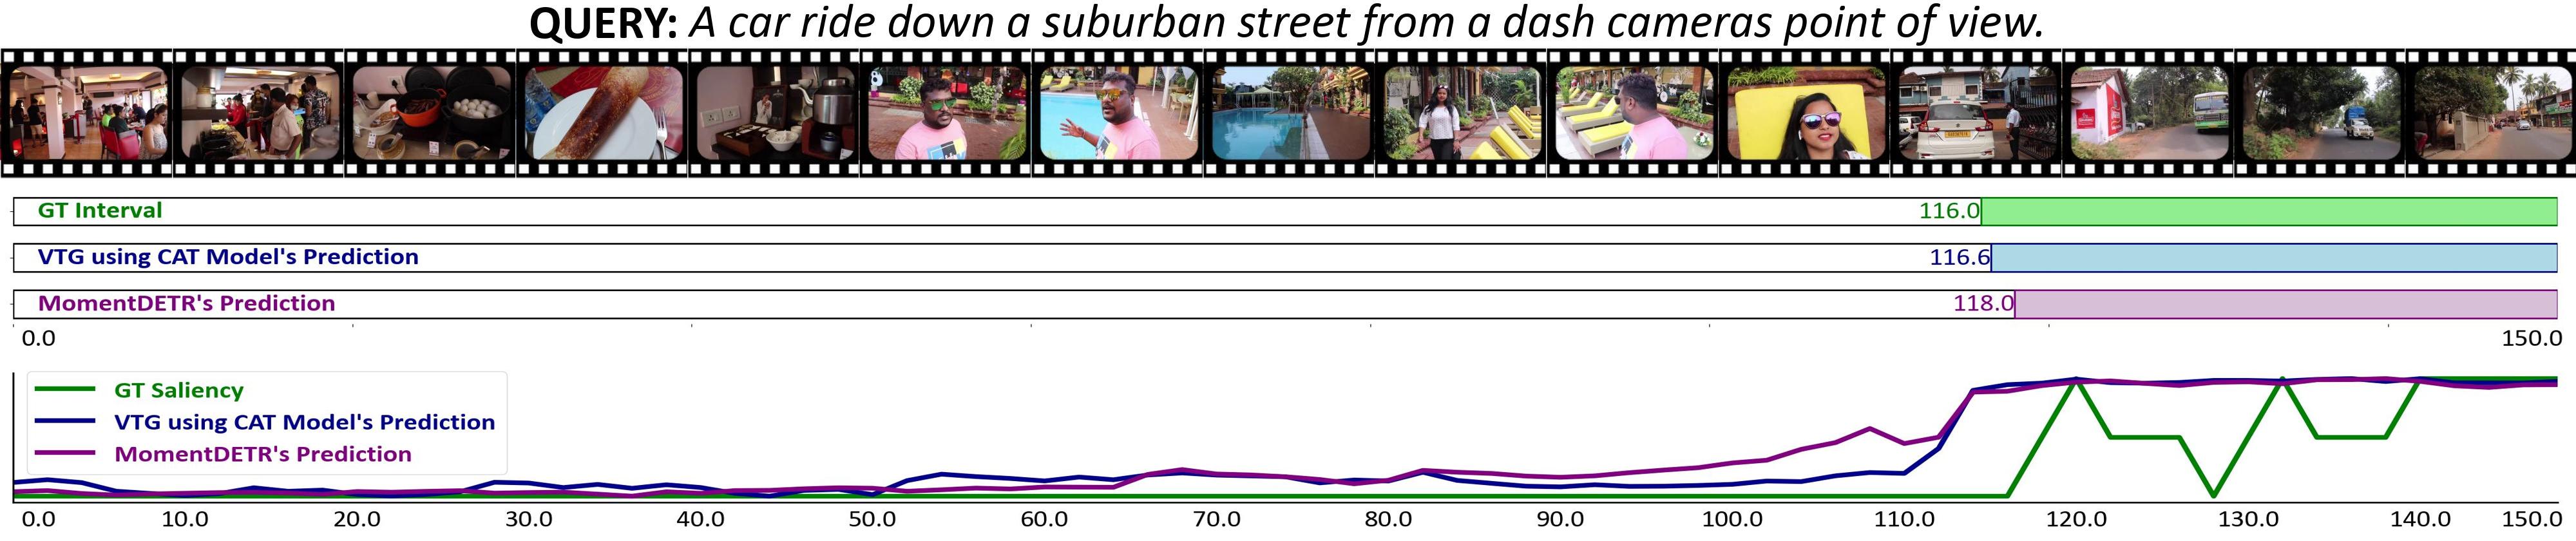 QUERY: A car ride down a suburban street from a dash cameras point of view.
GT Interval
116.0
VTG using CAT Model's Prediction
116.6
MomentDETR's Prediction
118.0
0.0 150.0
GT Saliency
VTG using CAT Model's Prediction
MomentDETR's Prediction
0.0 10.0 20.0 30.0 40.0 50.0 60.0 70.0 80.0 90.0 100.0 110.0 120.0 130.0 140.0 150.0